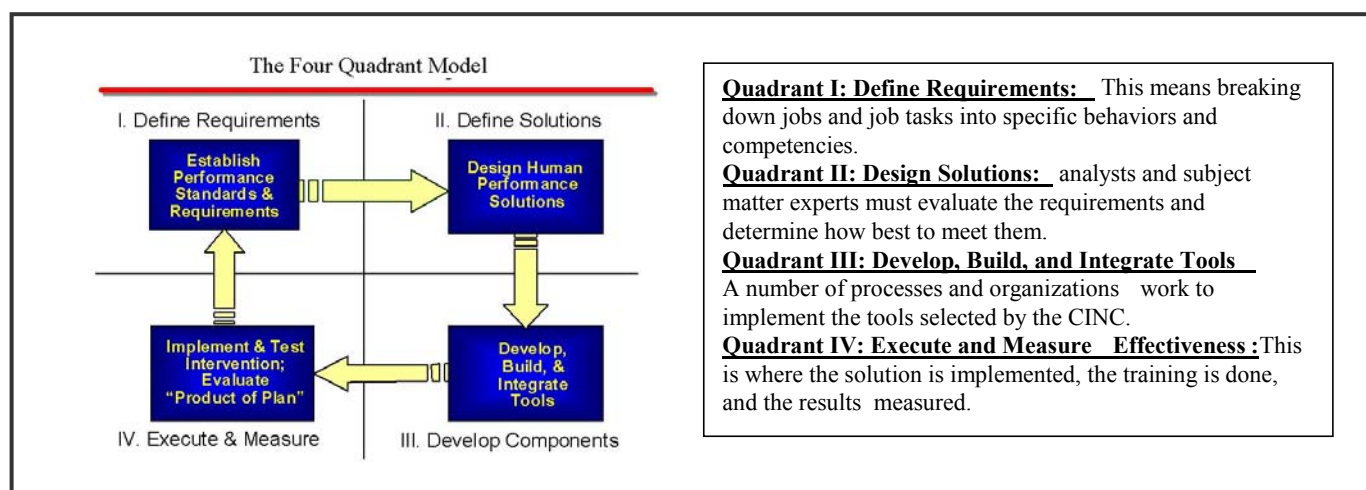 The Four Quadrant Model
I. Define Requirements
II. Define Solutions
Establish
Performance
Standards &
Requirements
Design Human
Performance
Solutions
Implement & Test
Intervention;
Evaluate
“Product of Plan”
Develop,
Build, &
Integrate
Tools
IV. Execute & Measure
III. Develop Components
Quadrant I: Define Requirements: This means breaking
down jobs and job tasks into specific behaviors and
competencies.
Quadrant II: Design Solutions: analysts and subject
matter experts must evaluate the requirements and
determine how best to meet them.
Quadrant III: Develop, Build, and Integrate Tools
A number of processes and organizations work to
implement the tools selected by the CINC.
Quadrant IV: Execute and Measure Effectiveness :This
is where the solution is implemented, the training is done,
and the results measured.